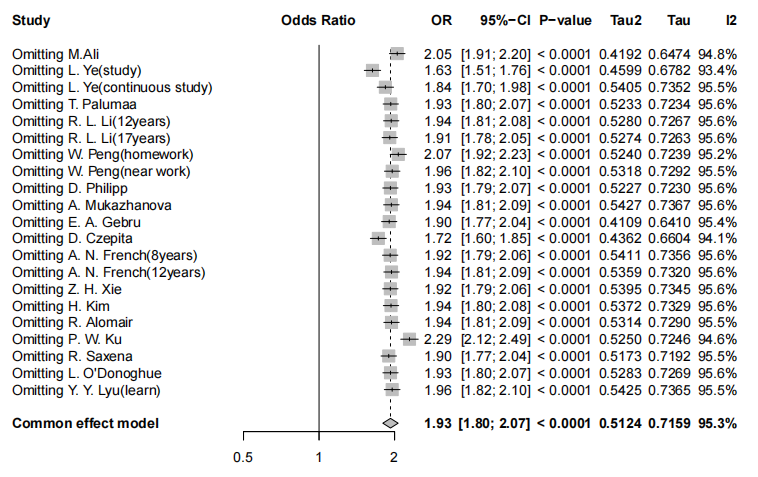 Study Odds Ratio OR 95%−CI P−value Tau2 Tau I2
Omitting M.Ali 2.05 [1.91; 2.20] < 0.0001 0.4192 0.6474 94.8%
Omitting L. Ye(study) 1.63 [1.51; 1.76] < 0.0001 0.4599 0.6782 93.4%
Omitting L. Ye(continuous study) 1.84 [1.70; 1.98] < 0.0001 0.5405 0.7352 95.5%
Omitting T. Palumaa 1.93 [1.80; 2.07] < 0.0001 0.5233 0.7234 95.6%
Omitting R. L. Li(12years) 1.94 [1.81; 2.08] < 0.0001 0.5280 0.7267 95.6%
Omitting R. L. Li(17years) 1.91 [1.78; 2.05] < 0.0001 0.5274 0.7263 95.6%
Omitting W. Peng(homework) 2.07 [1.92; 2.23] < 0.0001 0.5240 0.7239 95.2%
Omitting W. Peng(near work) 1.96 [1.82; 2.10] < 0.0001 0.5318 0.7292 95.5%
Omitting D. Philipp 1.93 [1.79; 2.07] < 0.0001 0.5227 0.7230 95.6%
Omitting A. Mukazhanova 1.94 [1.81; 2.09] < 0.0001 0.5427 0.7367 95.6%
Omitting E. A. Gebru 1.90 [1.77; 2.04] < 0.0001 0.4109 0.6410 95.4%
Omitting D. Czepita 1.72 [1.60; 1.85] < 0.0001 0.4362 0.6604 94.1%
Omitting A. N. French(8years) 1.92 [1.79; 2.06] < 0.0001 0.5411 0.7356 95.6%
Omitting A. N. French(12years) 1.94 [1.81; 2.09] < 0.0001 0.5359 0.7320 95.6%
Omitting Z. H. Xie 1.92 [1.79; 2.06] < 0.0001 0.5395 0.7345 95.6%
Omitting H. Kim 1.94 [1.80; 2.08] < 0.0001 0.5372 0.7329 95.6%
Omitting R. Alomair 1.94 [1.81; 2.09] < 0.0001 0.5314 0.7290 95.5%
Omitting P. W. Ku 2.29 [2.12; 2.49] < 0.0001 0.5250 0.7246 94.6%
Omitting R. Saxena 1.90 [1.77; 2.04] < 0.0001 0.5173 0.7192 95.5%
Omitting L. O'Donoghue 1.93 [1.80; 2.07] < 0.0001 0.5283 0.7269 95.6%
Omitting Y. Y. Lyu(learn) 1.96 [1.82; 2.10] < 0.0001 0.5425 0.7365 95.5%
Common effect model 1.93 [1.80; 2.07] < 0.0001 0.5124 0.7159 95.3%
0.5 1 2